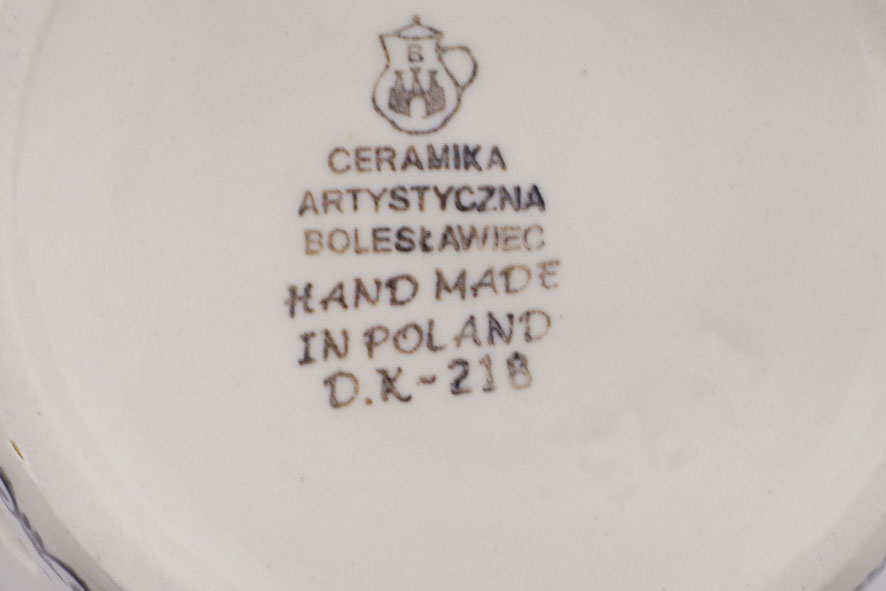 B
CERAMIKA
ARTYSTYCZNA
BOLESŁAWIEC
HAND MADE
IN POLAND
D.K-218